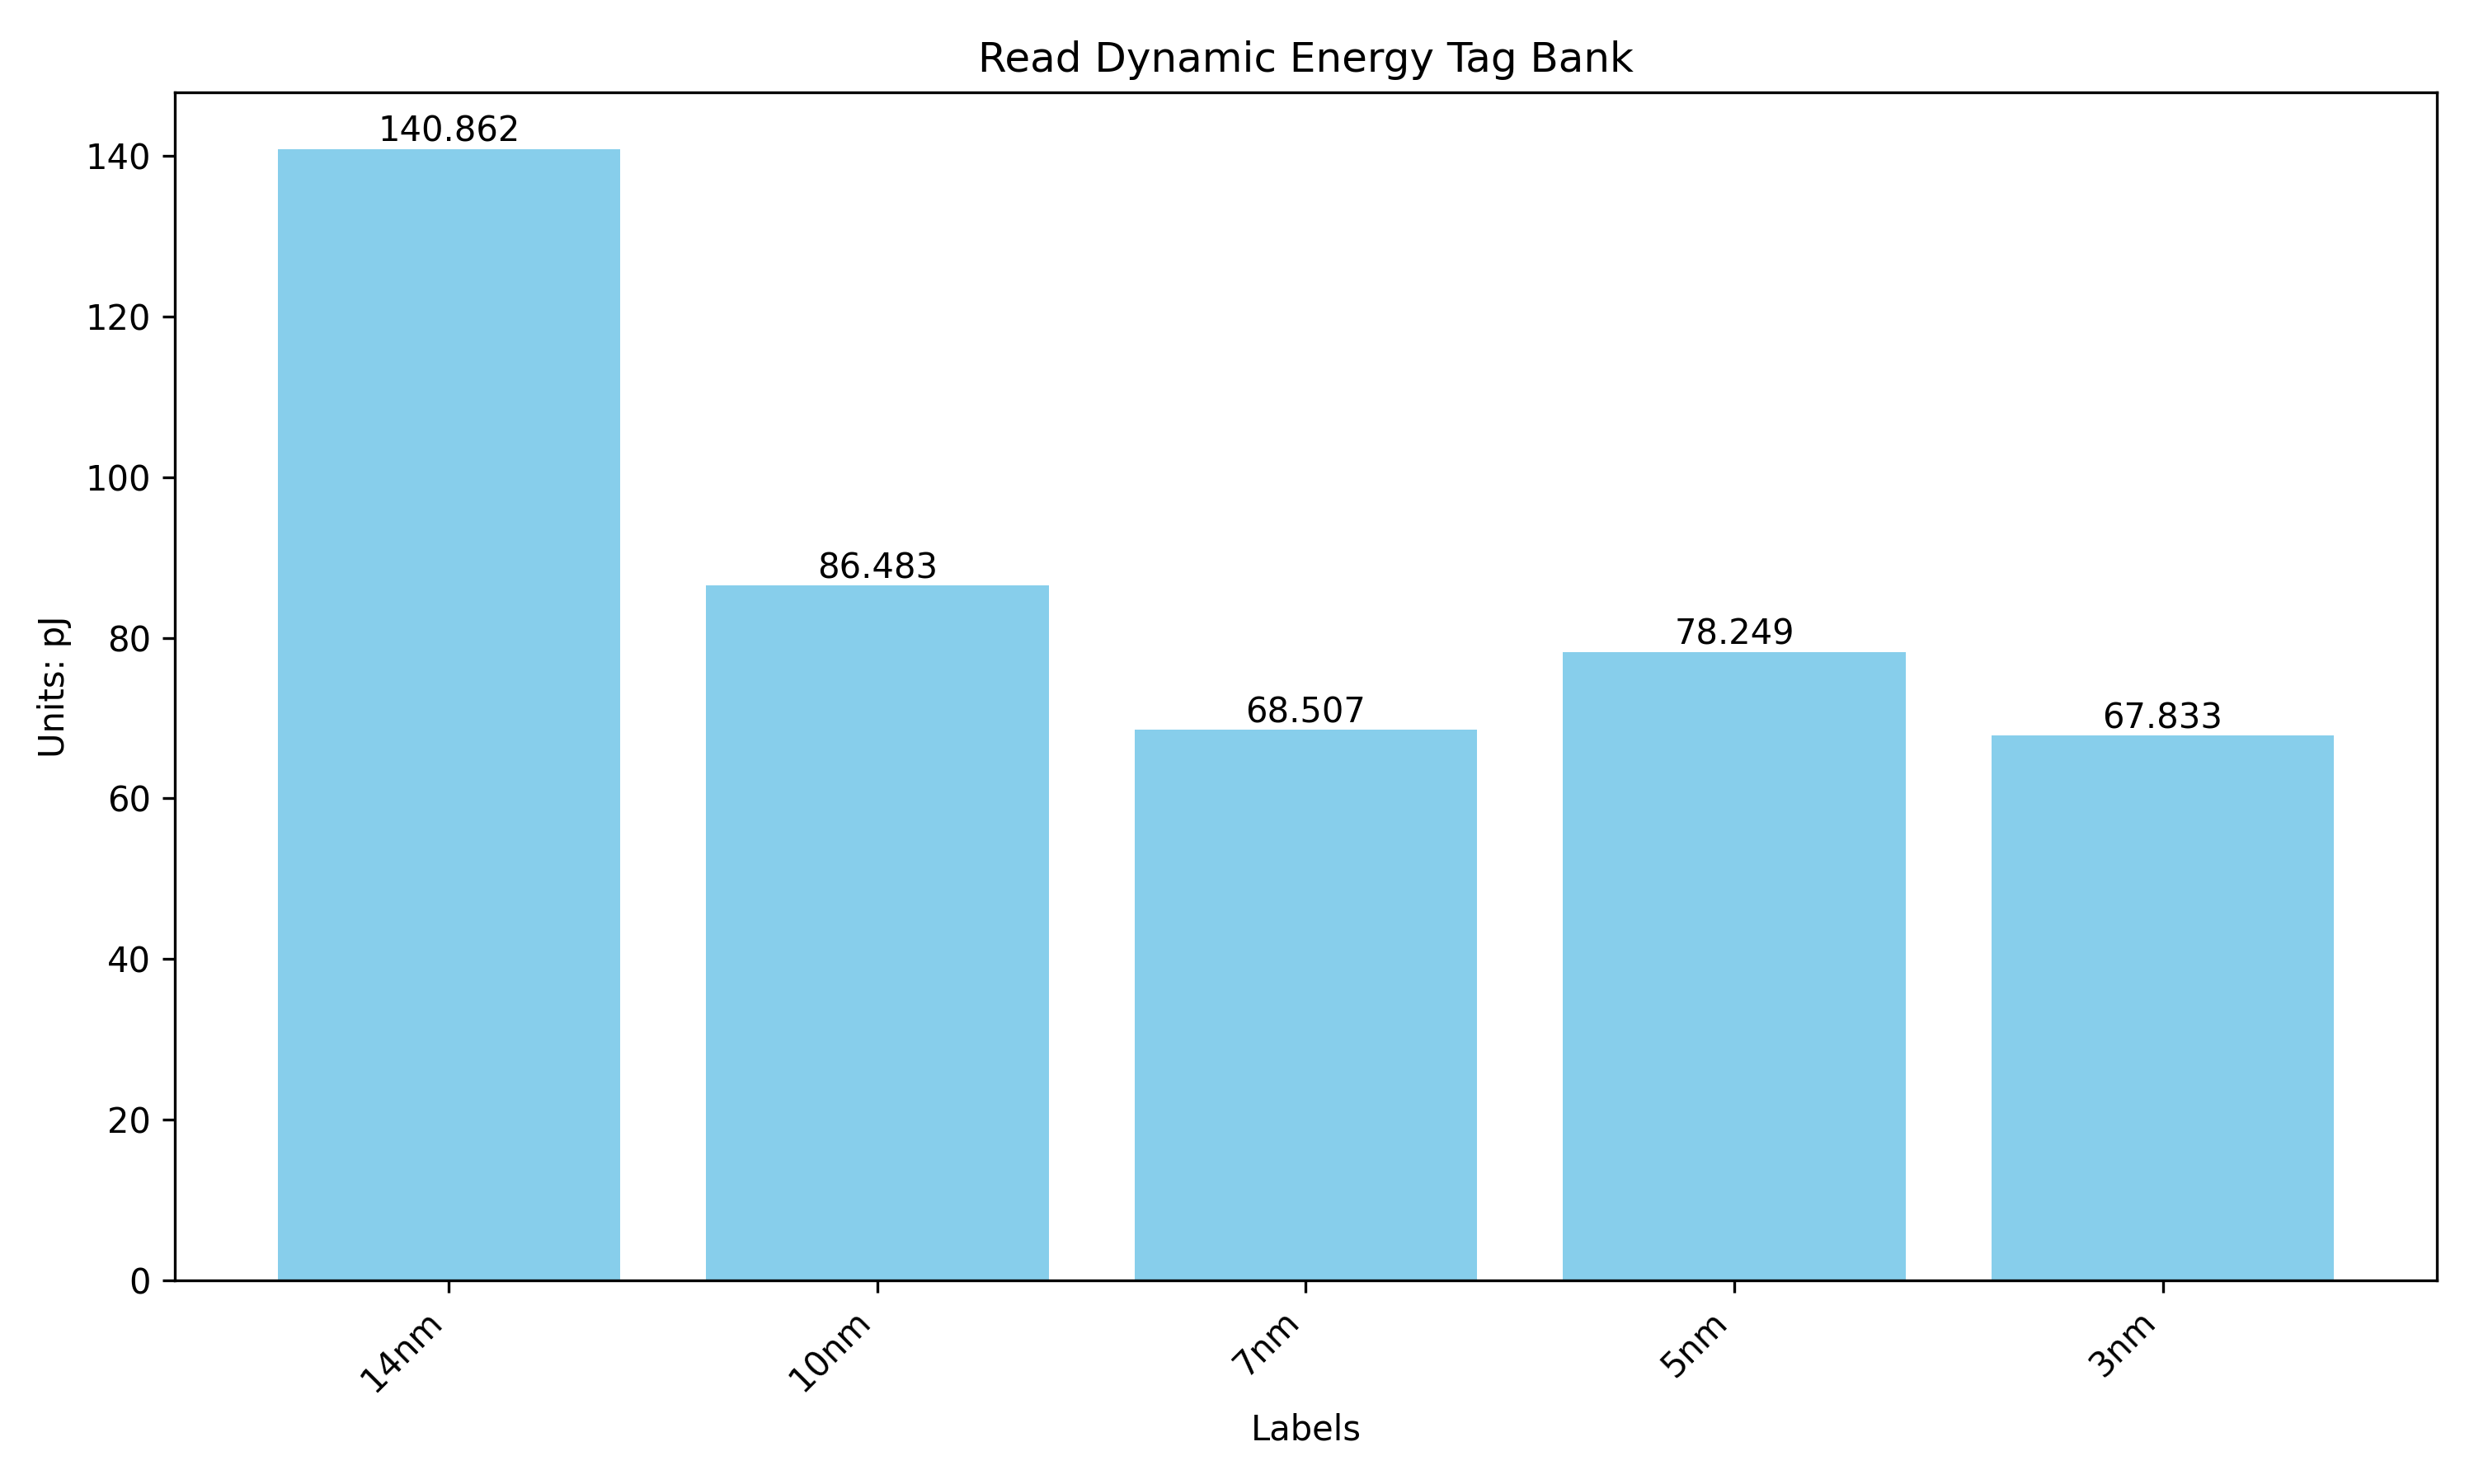 Read Dynamic Energy Tag Bank
Units: pJ
140
120
100
80
60
40
20
0
140.862
86.483
68.507
78.249
67.833
14nm
10nm
7nm
5nm
3nm
Labels